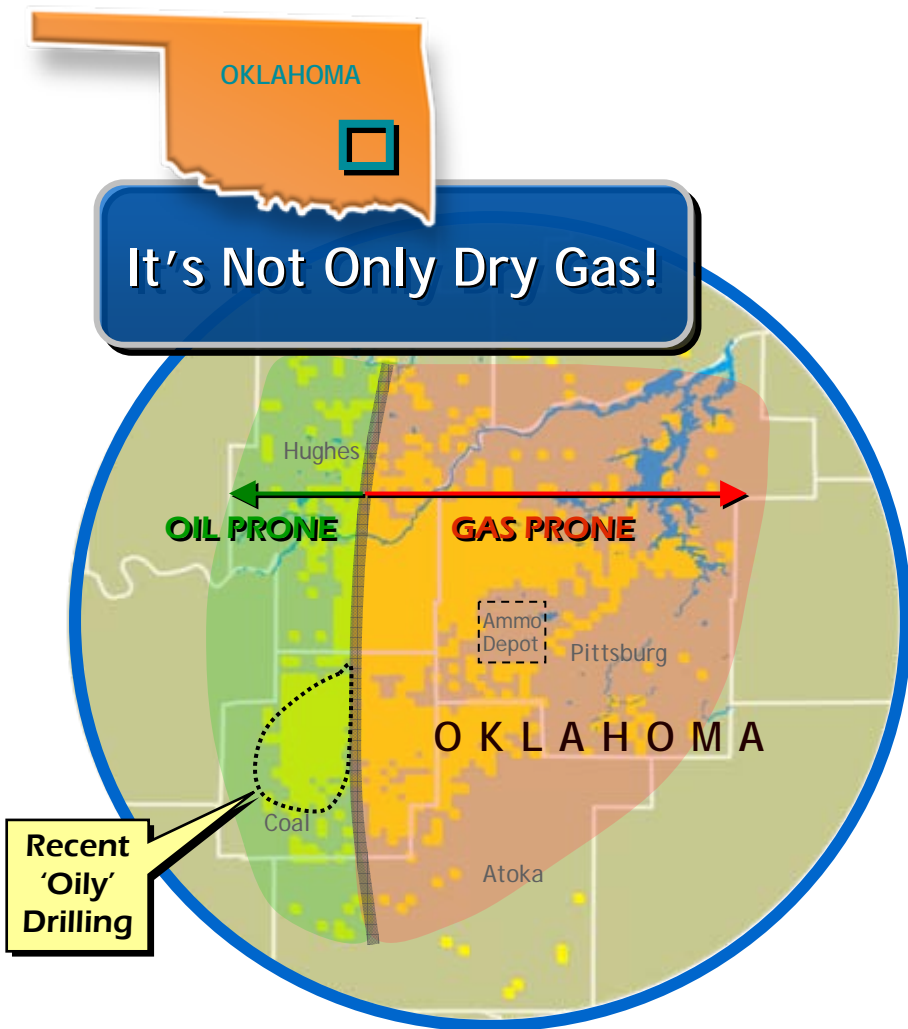 OKLAHOMA
It's Not Only Dry Gas!
Hughes
OIL PRONE
GAS PRONE
Ammo
Depot
Pittsburg
OKLAHOMA
Coal
Recent
‘Oily’
Drilling
Atoka